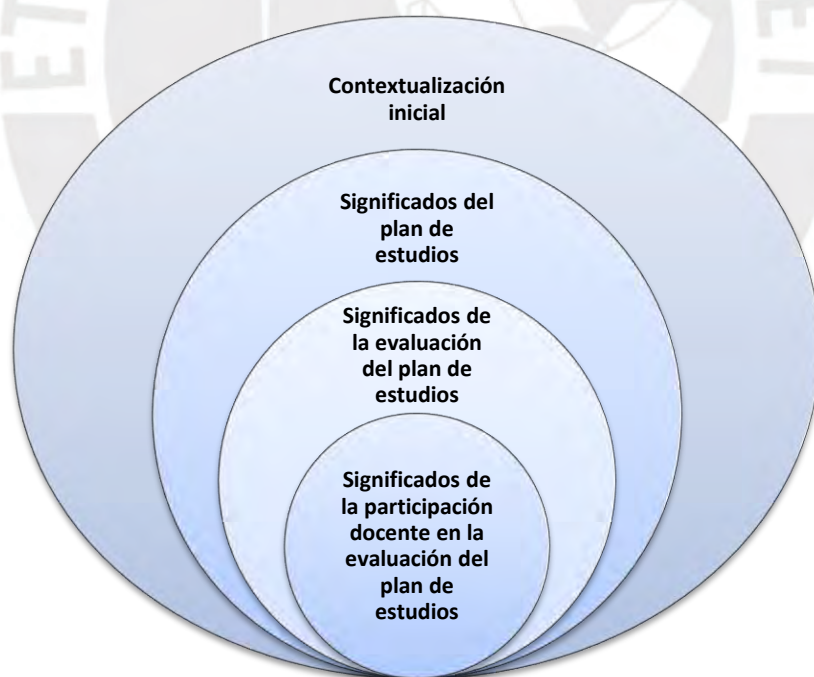 Contextualización
inicial
Significados del
plan de
estudios
Significados de
la evaluación
del plan de
estudios
Significados de
la participación
docente en la
evaluación del
plan de
estudios